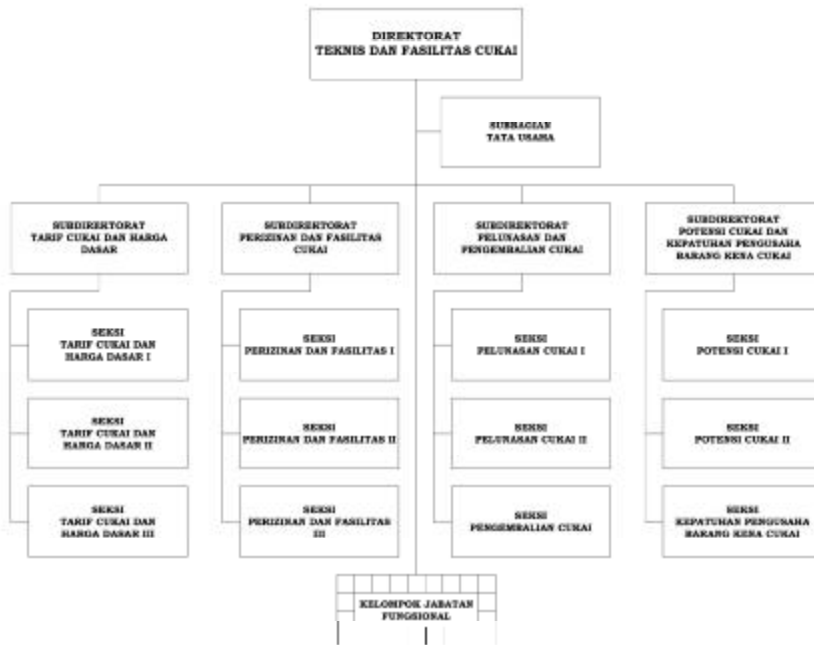 DIREKTORAT
TEKNIS DAN FASILITAS CUKAI
SUBBAGIAN
TATA USAHA
SUBDIREKTORAT
TARIF CUKAI DAN HARGA
DASAR
SUBDIREKTORAT
PERIZINAN DAN FASILITAS
CUKAI
SUBDIREKTORAT
PELUNASAN DAN
PENGEMBALIAN CUKAI
SUBDIREKTORAT
POTENSI CUKAI DAN
KEPATUHAN PENGUSAHA
BARANG KENA CUKAI
SEKSI
TARIF CUKAI DAN
HARGA DASAR I
SEKSI
PERIZINAN DAN FASILITAS I
SEKSI
PELUNASAN CUKAI I
SEKSI
POTENSI CUKAI I
SEKSI
TARIF CUKAI DAN
HARGA DASAR II
SEKSI
PERIZINAN DAN FASILITAS II
SEKSI
PELUNASAN CUKAI II
SEKSI
POTENSI CUKAI II
SEKSI
TARIF CUKAI DAN
HARGA DASAR III
SEKSI
PERIZINAN DAN FASILITAS
III
SEKSI
PENGEMBALIAN CUKAI
SEKSI
KEPATUHAN PENGUSAHA
BARANG KENA CUKAI
KELOMPOK JABATAN
FUNGSIONAL